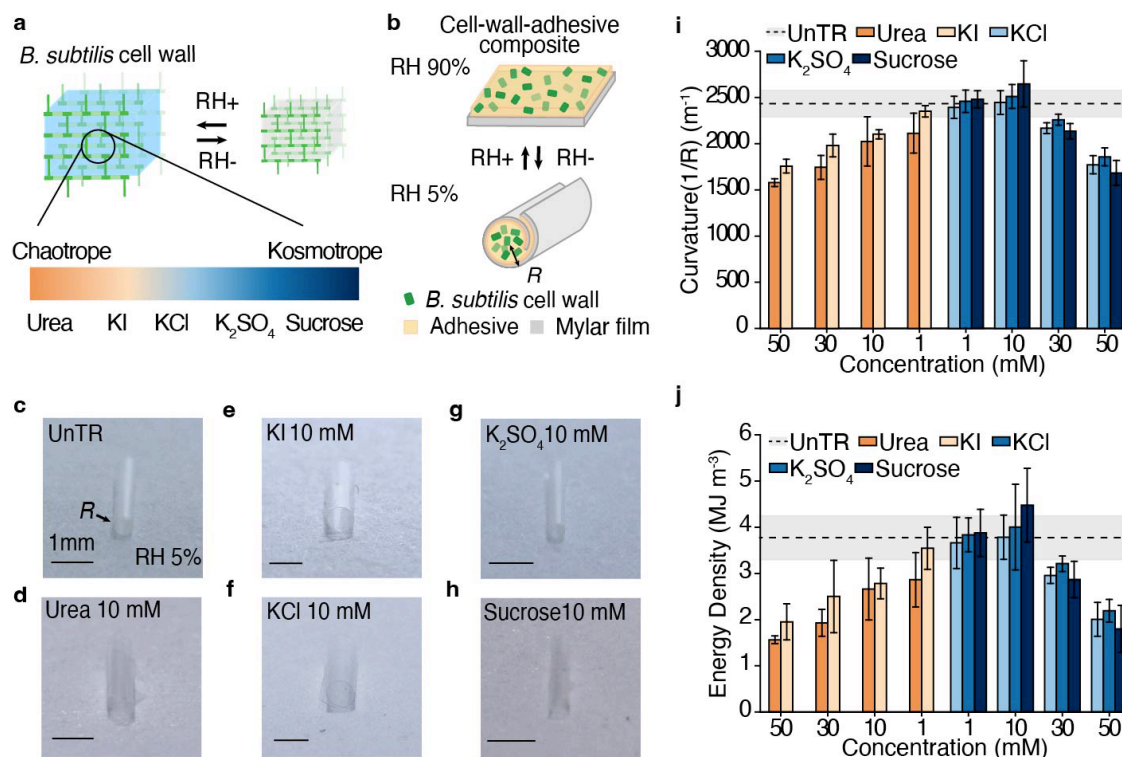 a
B. subtilis cell wall
RH+
RH-
Chaotrope
Kosmotrope
Urea KI KCl K2SO4 Sucrose
b
Cell-wall-adhesive
composite
RH 90%
RH+ RH-
RH 5%
R
B. subtilis cell wall
Adhesive Mylar film
c
UnTR
R
1mm
RH 5%
d
Urea 10 mM
e
KI 10 mM
f
KCl 10 mM
g
K2SO4 10 mM
h
Sucrose10 mM
i
UnTR Urea KI KCl
K2SO4 Sucrose
Curvature(1/R) (m-1)
3000
2500
2000
1500
1000
500
0
50 30 10 1 1 10 30 50
Concentration (mM)
j
UnTR Urea KI KCl
K2SO4 Sucrose
Energy Density (MJ m-3)
6
5
4
3
2
1
0
50 30 10 1 1 10 30 50
Concentration (mM)